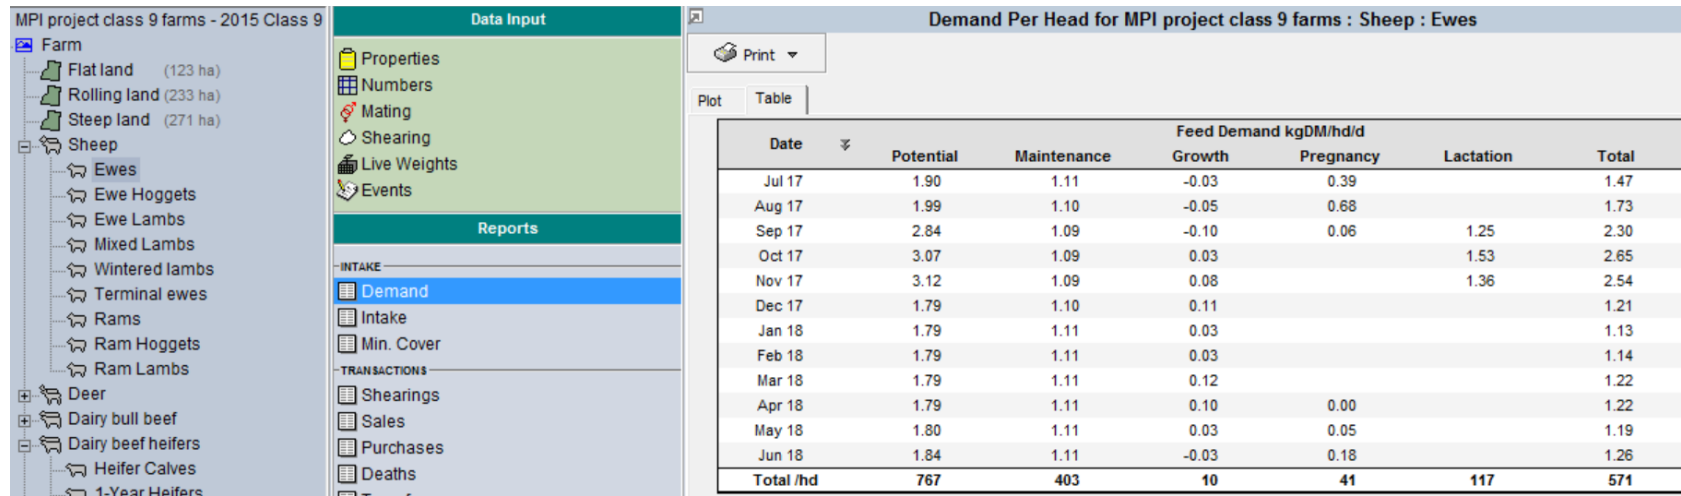 MPI project class 9 farms - 2015 Class 9
Farm
Flat land (123 ha)
Rolling land (233 ha)
Steep land (271 ha)
Sheep
Ewes
Ewe Hoggets
Ewe Lambs
Mixed Lambs
Wintered lambs
Terminal ewes
Rams
Ram Hoggets
Ram Lambs
Deer
Dairy bull beef
Dairy beef heifers
Heifer Calves
1-Year Heifers
Data Input
Properties
Numbers
Mating
Shearing
Live Weights
Events
Reports
INTAKE
Demand
Intake
Min. Cover
TRANSACTIONS
Shearings
Sales
Purchases
Deaths
Demand Per Head for MPI project class 9 farms : Sheep : Ewes
Print
Plot Table
Date Feed Demand kgDM/hd/d
Potential Maintenance Growth Pregnancy Lactation Total
Jul 17 1.90 1.11 -0.03 0.39 1.47
Aug 17 1.99 1.10 -0.05 0.68 1.73
Sep 17 2.84 1.09 -0.10 0.06 1.25 2.30
Oct 17 3.07 1.09 0.03 1.53 2.65
Nov 17 3.12 1.09 0.08 1.36 2.54
Dec 17 1.79 1.10 0.11 1.21
Jan 18 1.79 1.11 0.03 1.13
Feb 18 1.79 1.11 0.03 1.14
Mar 18 1.79 1.11 0.12 1.22
Apr 18 1.79 1.11 0.10 0.00 1.22
May 18 1.80 1.11 0.03 0.05 1.19
Jun 18 1.84 1.11 -0.03 0.18 1.26
Total /hd 767 403 10 41 117 571